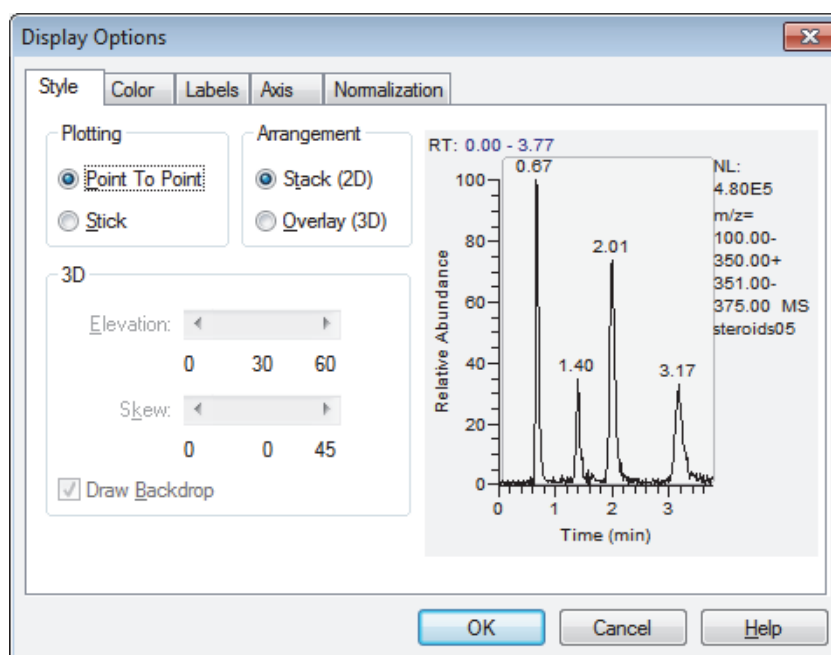 Display Options
Style Color Labels Axis Normalization
Plotting
Point To Point
Stick
Arrangement
Stack (2D)
Overlay (3D)
3D
Elevation:
0 30 60
Skew:
0 0 45
Draw Backdrop
RT: 0.00 - 3.77
0.67
2.01
1.40
3.17
100
80
60
40
20
0
Relative Abundance
0 1 2 3
Time (min)
NL:
4.80E5
m/z=
100.00-
350.00+
351.00-
375.00 MS
steroids05
OK Cancel Help